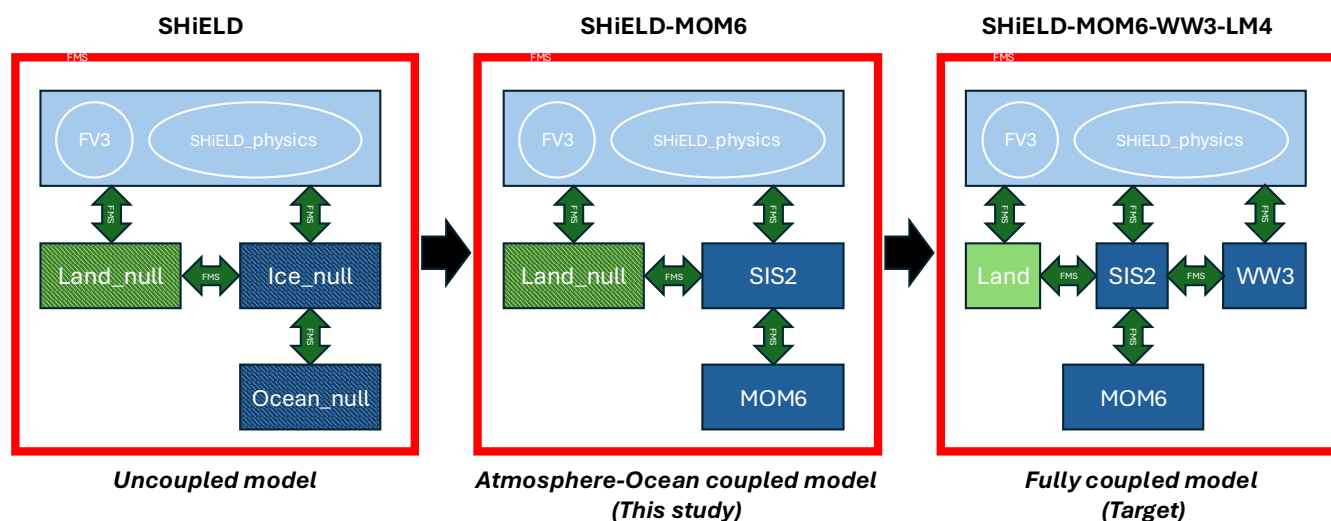 SHiELD
FMS
FV3
SHiELD_physics
FMS
FMS
Land_null
FMS
Ice_null
FMS
Ocean_null
Uncoupled model
SHiELD-MOM6
FMS
FV3
SHiELD_physics
FMS
FMS
Land_null
FMS
SIS2
FMS
MOM6
Atmosphere-Ocean coupled model
(This study)
SHiELD-MOM6-WW3-LM4
FMS
FV3
SHiELD_physics
FMS
FMS
FMS
Land
FMS
SIS2
FMS
WW3
FMS
MOM6
Fully coupled model
(Target)